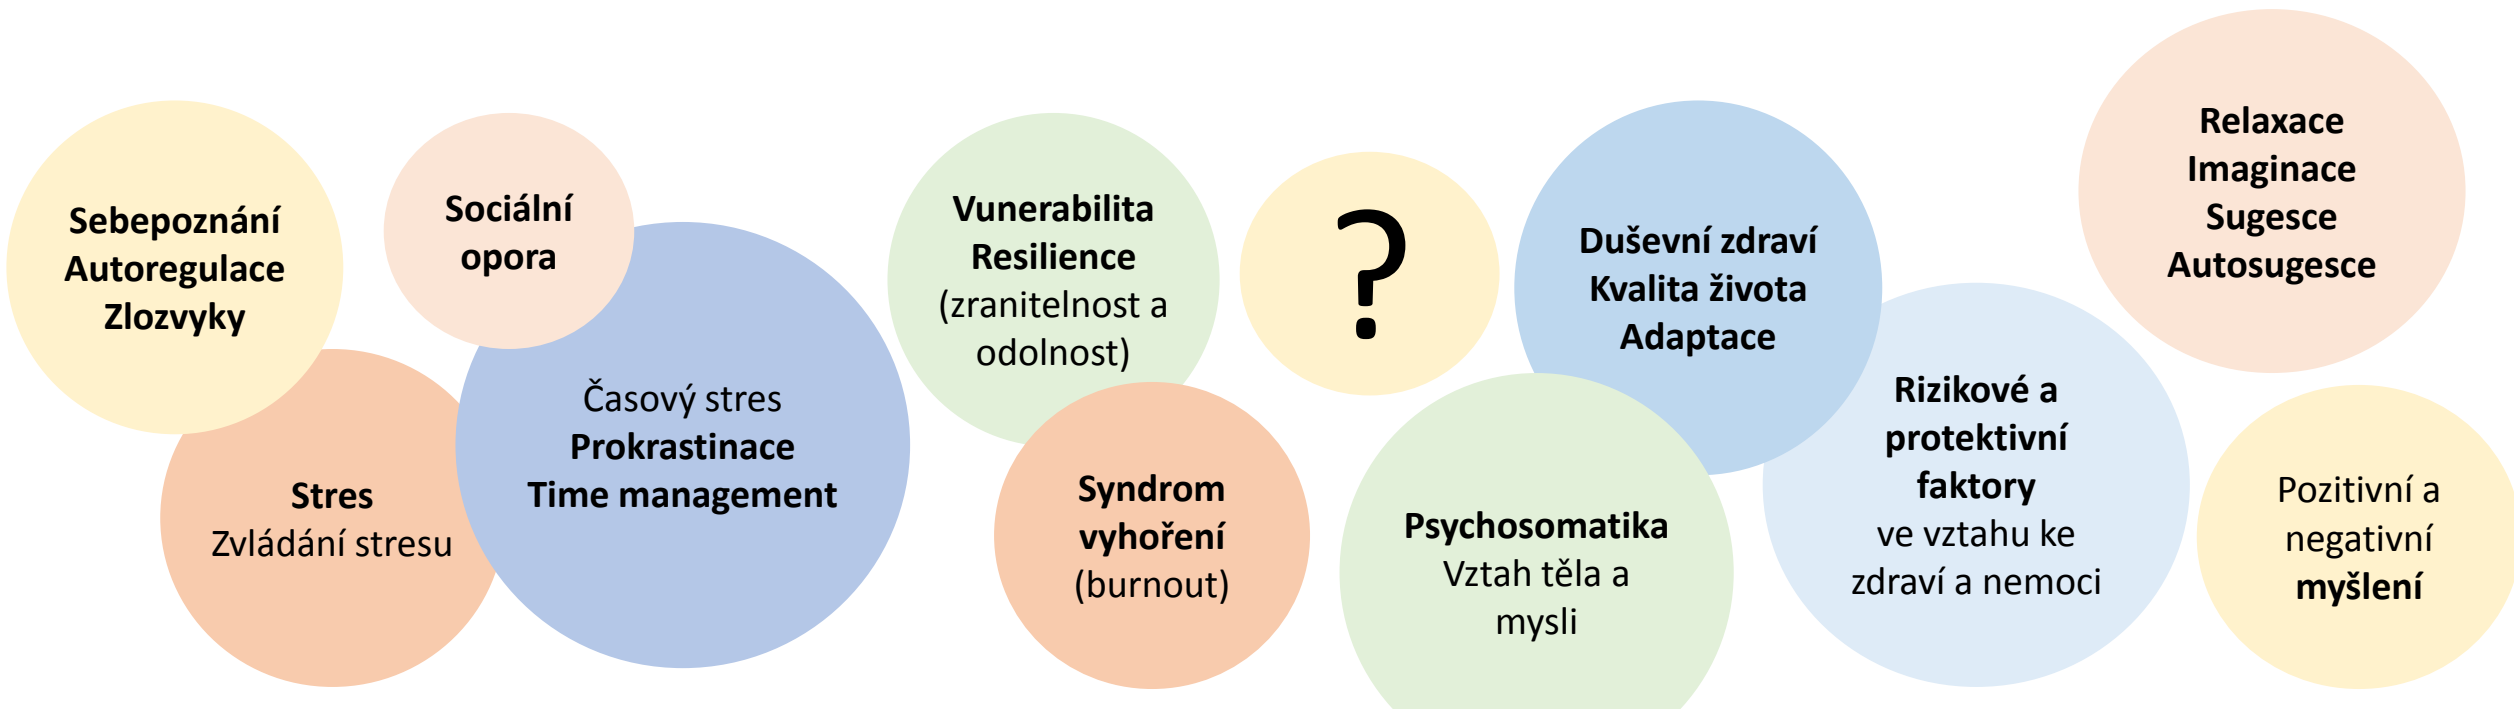 Sebepoznání
Autoregulace
Zlozvyky
Stres
Zvládání stresu
Sociální
opora
Časový stres
Prokrastinace
Time management
Vunerabilita
Resilience
(zranitelnost a
odolnost)
Syndrom
vyhoření
(burnout)
?
Psychosomatika
Vztah těla a
mysli
Duševní zdraví
Kvalita života
Adaptace
Rizikové a
protektivní
faktory
ve vztahu ke
zdraví a nemoci
Relaxace
Imaginace
Sugesce
Autosugesce
Pozitivní a
negativní
myšlení